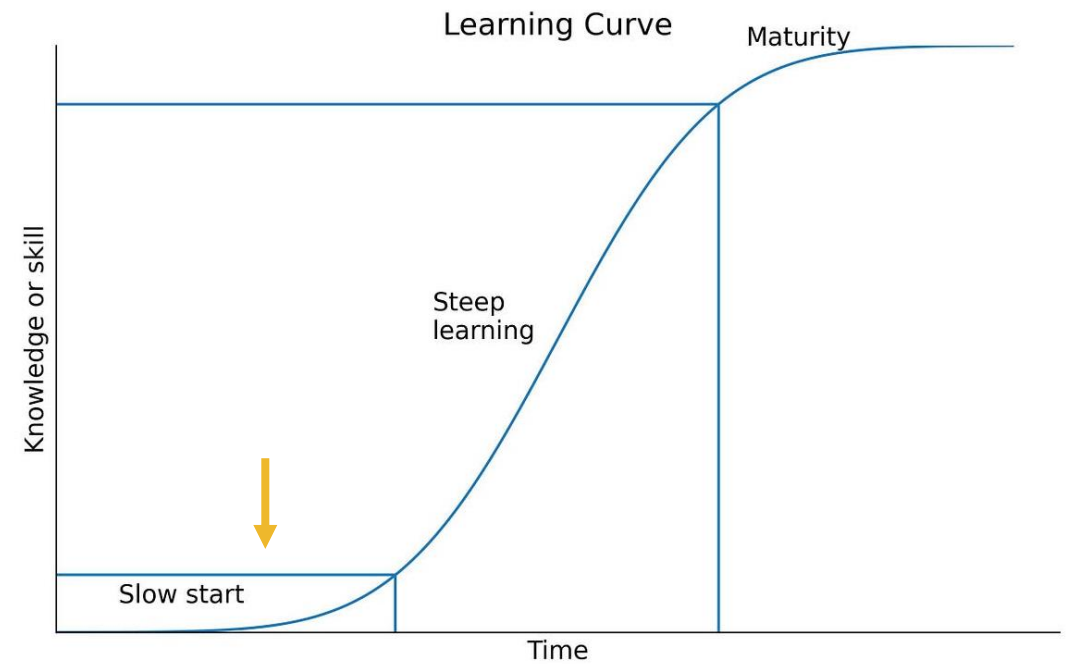 Learning Curve
Maturity
Knowledge or skill
Steep
learning
Slow start
Time